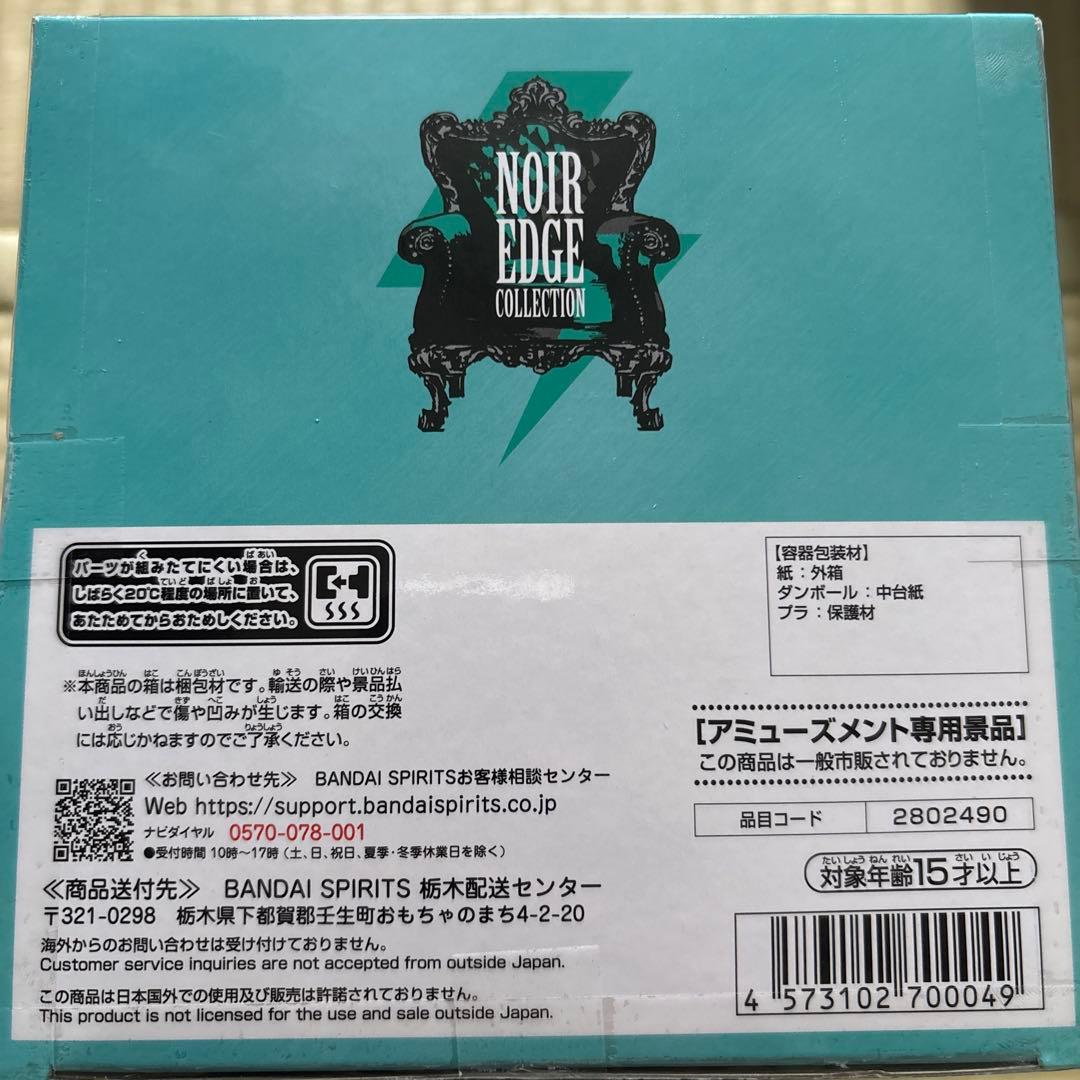 NOIR
EDGE
COLLECTION
パーツが組みたてにくい場合は、
しばらく20℃程度の場所に置いて、
あたためてからおためしください。
※本商品の箱は梱包材です。輸送の際や景品払
い出しなどで傷や凹みが生じます。箱の交換
には応じかねますのでご了承ください。
≪お問い合わせ先≫ BANDAI SPIRITSお客様相談センター
Web https://support.bandaispirits.co.jp
ナビダイヤル 0570-078-001
●受付時間 10時～17時（土、日、祝日、夏季・冬季休業日を除く）
≪商品送付先≫ BANDAI SPIRITS 栃木配送センター
〒321-0298 栃木県下都賀郡壬生町おもちゃのまち4-2-20
海外からのお問い合わせは受け付けておりません。
Customer service inquiries are not accepted from outside Japan.
この商品は日本国外での使用及び販売は許諾されておりません。
This product is not licensed for the use and sale outside Japan.
【容器包装材】
紙：外箱
ダンボール：中台紙
プラ：保護材
［アミューズメント専用景品］
この商品は一般市販されておりません。
品目コード 2802490
対象年齢15才以上
4 573102 700049